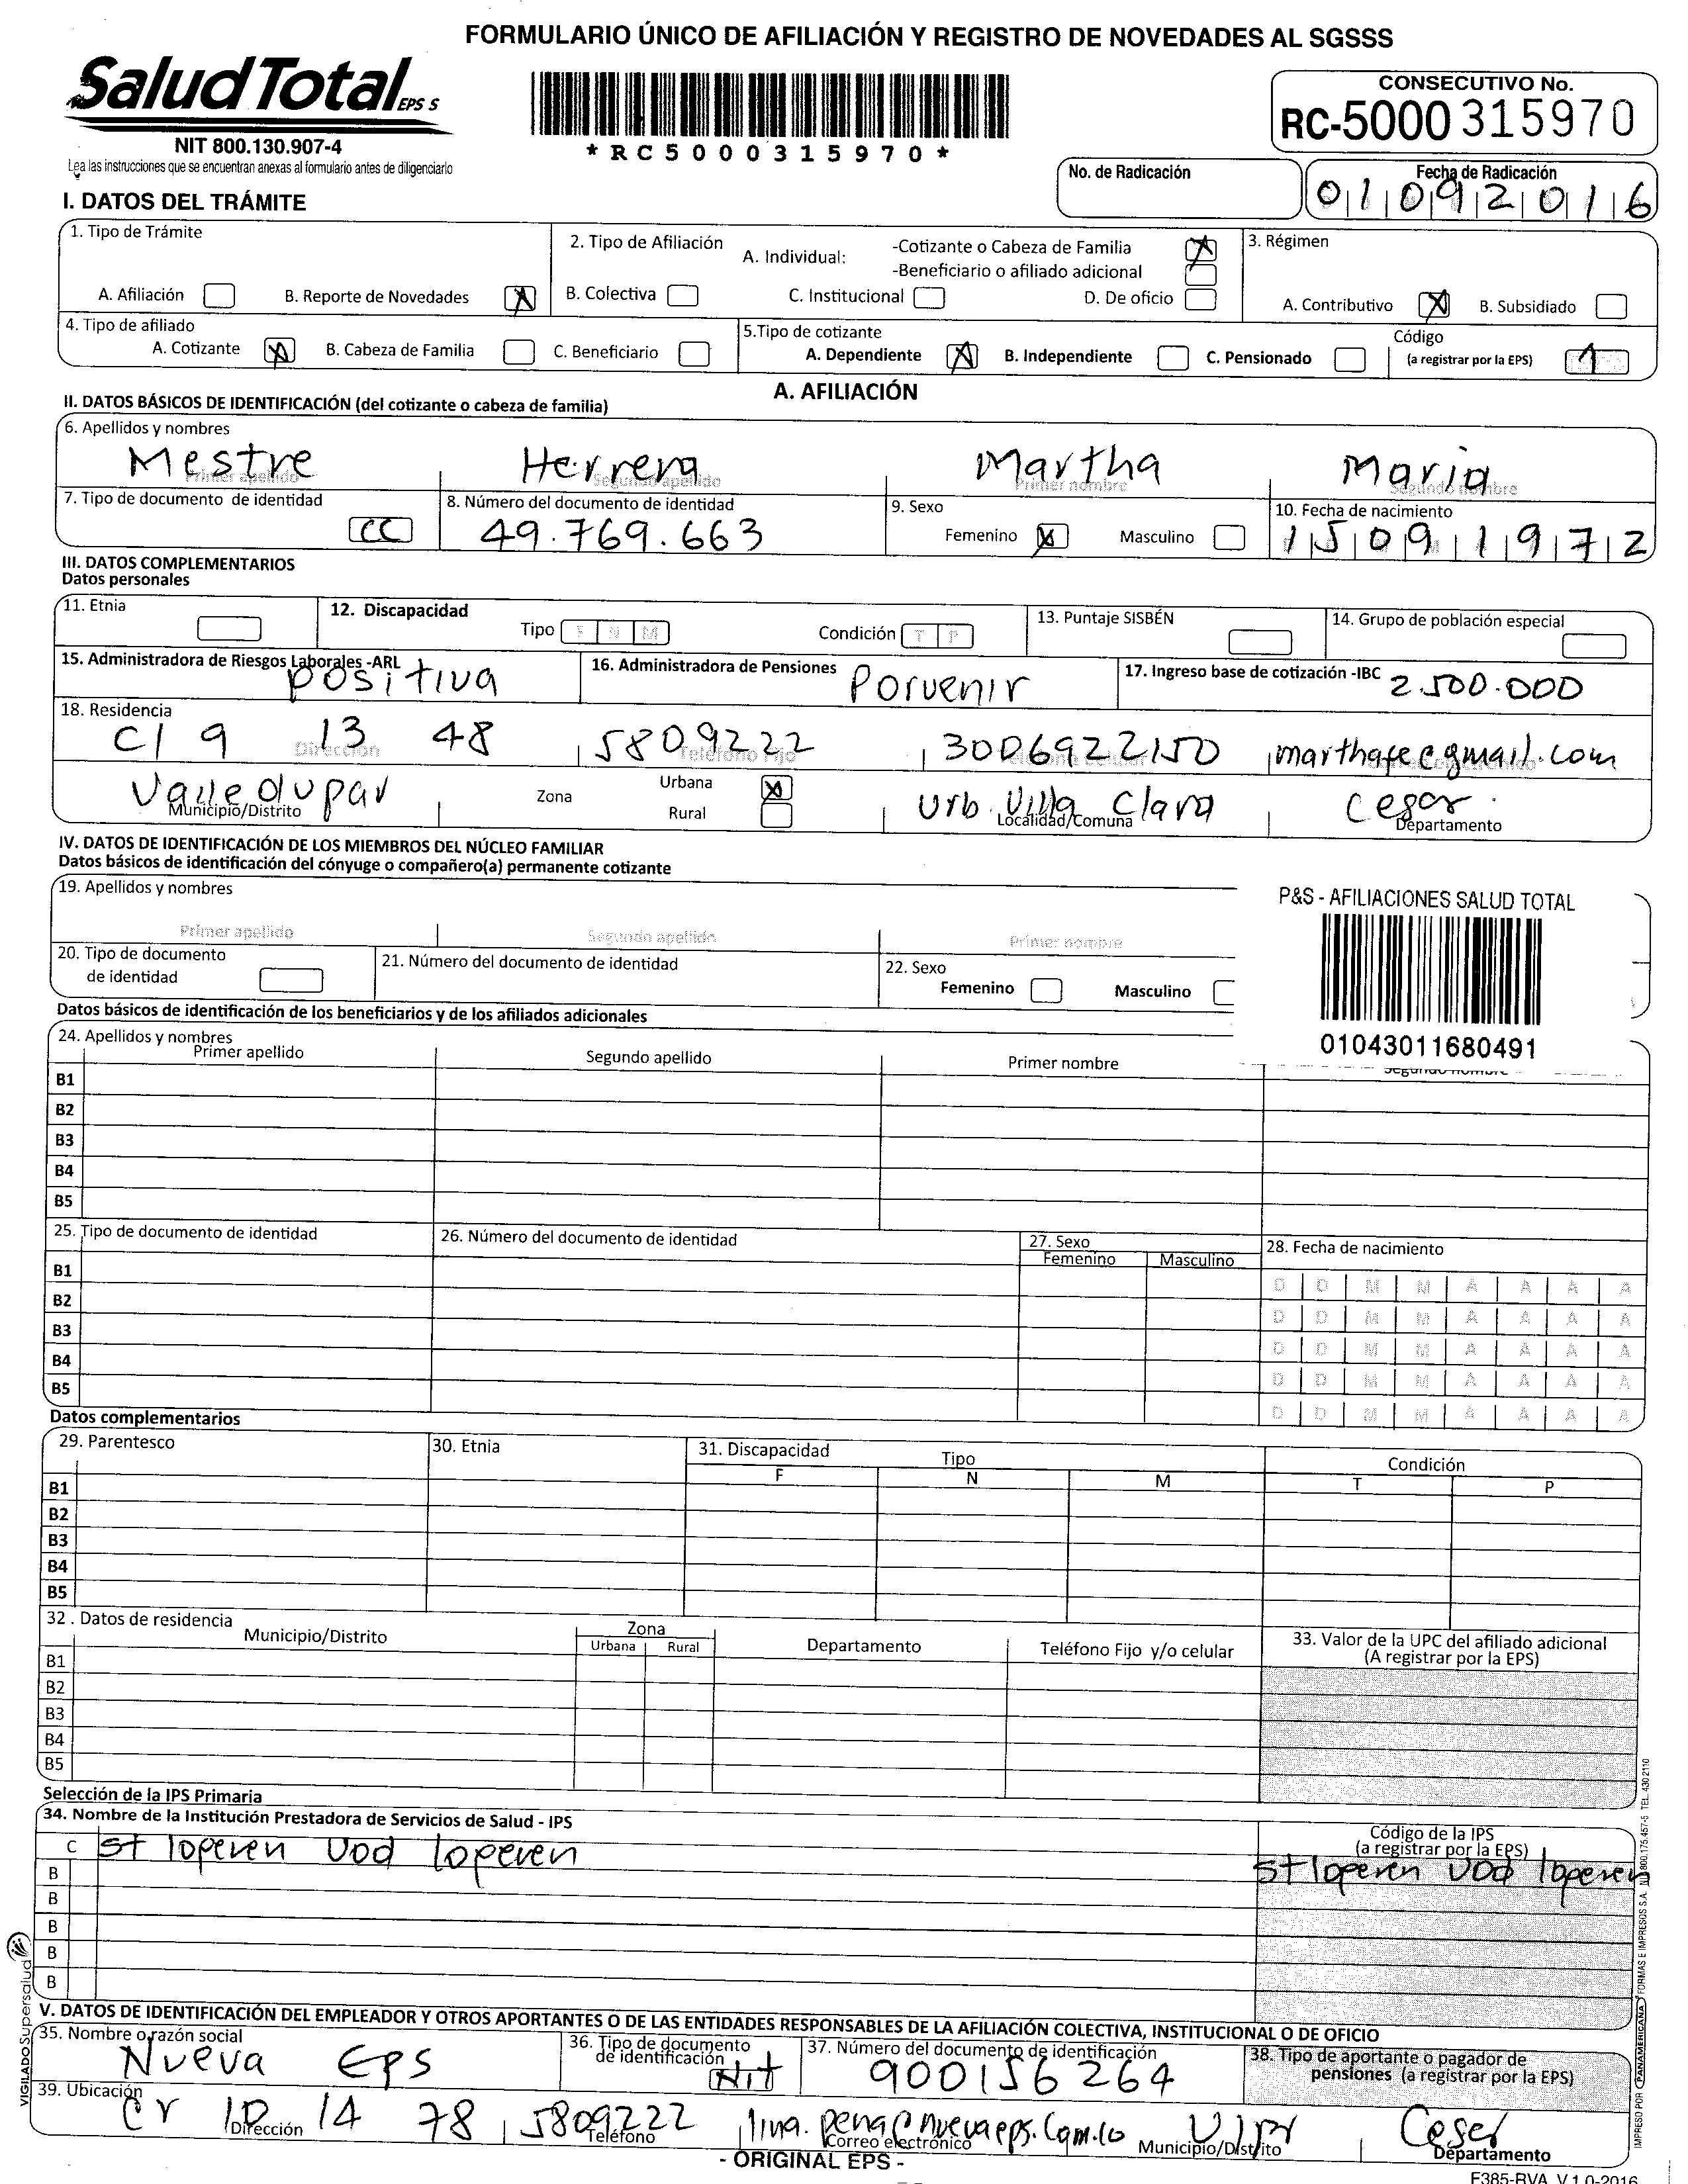 FORMULARIO ÚNICO DE AFILIACIÓN Y REGISTRO DE NOVEDADES AL SGSSS
SaludTotal EPS S
NIT 800.130.907-4
Lea las instrucciones que se encuentran anexas al formulario antes de diligenciarlo
*RC5000315970*
CONSECUTIVO No.
RC-5000 315970
No. de Radicación
Fecha de Radicación
01092016
I. DATOS DEL TRÁMITE
1. Tipo de Trámite
A. Afiliación B. Reporte de Novedades X
2. Tipo de Afiliación A. Individual: -Cotizante o Cabeza de Familia X
-Beneficiario o afiliado adicional
B. Colectiva C. Institucional D. De oficio
3. Régimen
A. Contributivo X B. Subsidiado
4. Tipo de afiliado
A. Cotizante X B. Cabeza de Familia C. Beneficiario
5.Tipo de cotizante
A. Dependiente X B. Independiente C. Pensionado
Código
(a registrar por la EPS) 1
A. AFILIACIÓN
II. DATOS BÁSICOS DE IDENTIFICACIÓN (del cotizante o cabeza de familia)
6. Apellidos y nombres
Mestre Herrera Martha Maria
Primer apellido Segundo apellido Primer nombre Segundo nombre
7. Tipo de documento de identidad CC
8. Número del documento de identidad
49.769.663
9. Sexo
Femenino X Masculino
10. Fecha de nacimiento
15091972
III. DATOS COMPLEMENTARIOS
Datos personales
11. Etnia
12. Discapacidad
Tipo F N M Condición T P
13. Puntaje SISBÉN
14. Grupo de población especial
15. Administradora de Riesgos Laborales -ARL positiva
16. Administradora de Pensiones Porvenir
17. Ingreso base de cotización -IBC 2.500.000
18. Residencia
Cl 9 13 48 5809222 3006922150 marthafe@gmail.com
Dirección Teléfono Fijo
Valledupar Zona Urbana X Urb. Villa Clara Cesar
Municipio/Distrito Rural Localidad/Comuna Departamento
IV. DATOS DE IDENTIFICACIÓN DE LOS MIEMBROS DEL NÚCLEO FAMILIAR
Datos básicos de identificación del cónyuge o compañero(a) permanente cotizante
19. Apellidos y nombres
Primer apellido Segundo apellido Primer nombre
P&S - AFILIACIONES SALUD TOTAL
01043011680491
20. Tipo de documento
de identidad
21. Número del documento de identidad
22. Sexo
Femenino Masculino
Datos básicos de identificación de los beneficiarios y de los afiliados adicionales
24. Apellidos y nombres
Primer apellido Segundo apellido Primer nombre Segundo nombre
B1
B2
B3
B4
B5
25. Tipo de documento de identidad 26. Número del documento de identidad 27. Sexo 28. Fecha de nacimiento
Femenino Masculino
B1 D D M M A A A A
B2 D D M M A A A A
B3 D D M M A A A A
B4 D D M M A A A A
B5 D D M M A A A A
Datos complementarios
29. Parentesco 30. Etnia 31. Discapacidad Tipo Condición
F N M T P
B1
B2
B3
B4
B5
32 . Datos de residencia
Municipio/Distrito Zona Departamento Teléfono Fijo y/o celular 33. Valor de la UPC del afiliado adicional
Urbana Rural (A registrar por la EPS)
B1
B2
B3
B4
B5
Selección de la IPS Primaria
34. Nombre de la Institución Prestadora de Servicios de Salud - IPS
Código de la IPS
(a registrar por la EPS)
C St loperen Uod loperen St loperen Uod loperen
B
B
B
B
B
V. DATOS DE IDENTIFICACIÓN DEL EMPLEADOR Y OTROS APORTANTES O DE LAS ENTIDADES RESPONSABLES DE LA AFILIACIÓN COLECTIVA, INSTITUCIONAL O DE OFICIO
35. Nombre o razón social
Nueva Eps
36. Tipo de documento
de identificación
Nit
37. Número del documento de identificación
900156264
38. Tipo de aportante o pagador de
pensiones (a registrar por la EPS)
39. Ubicación
Cr 10 14 78 5809222 lina.pena@nuevaeps.com.co Ulpr Cesar
Dirección Teléfono Correo electrónico Municipio/Distrito Departamento
- ORIGINAL EPS -
F385-BVA V 1.0-2016
VIGILADO Supersalud
IMPRESO POR PANAMERICANA FORMAS E IMPRESOS S.A. Nit 800.175.457-5 TEL. 430 2110